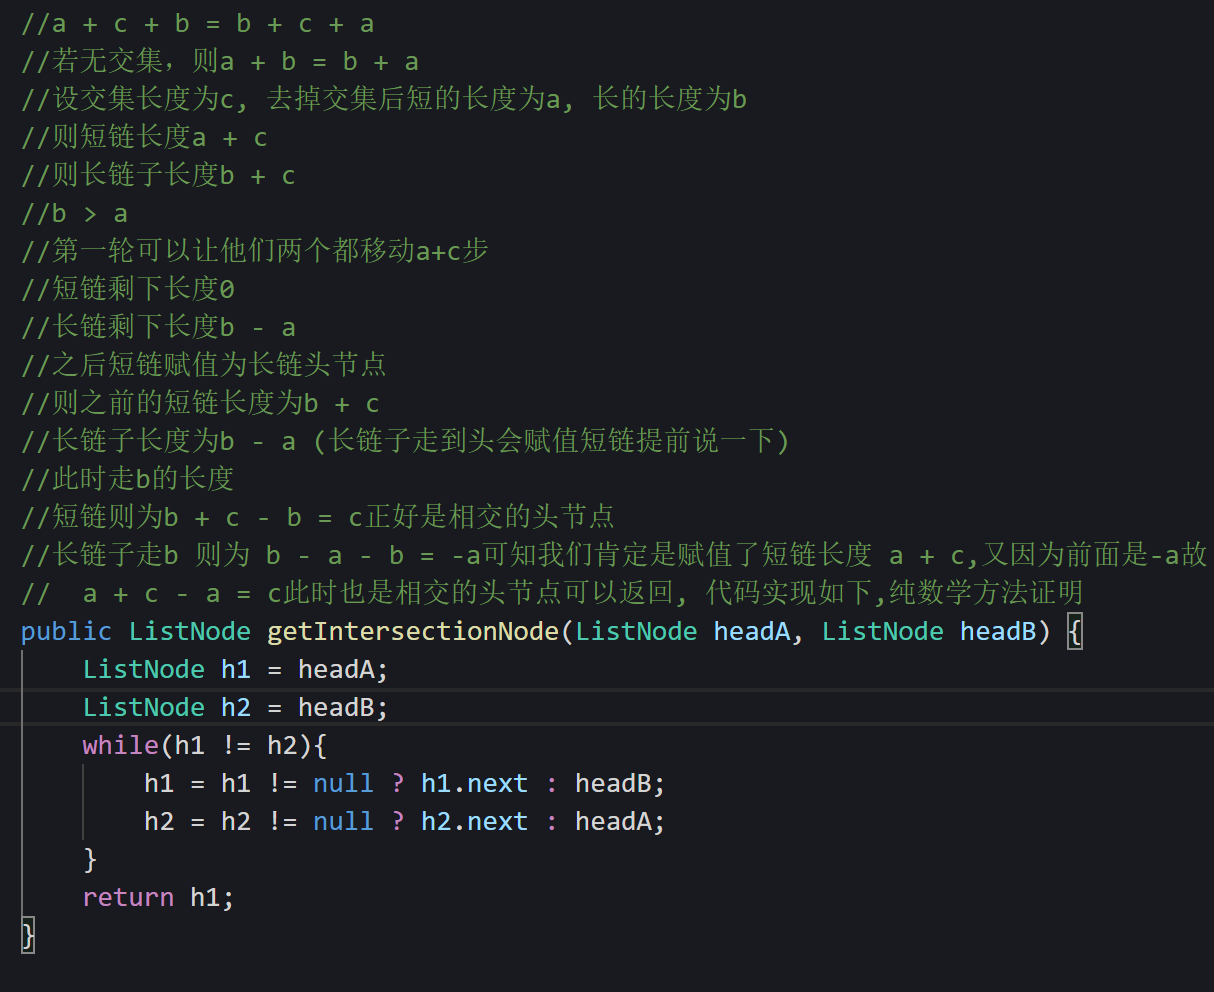 //a + c + b = b + c + a
//若无交集，则a + b = b + a
//设交集长度为c, 去掉交集后短的长度为a, 长的长度为b
//则短链长度a + c
//则长链子长度b + c
//b > a
//第一轮可以让他们两个都移动a+c步
//短链剩下长度0
//长链剩下长度b - a
//之后短链赋值为长链头节点
//则之前的短链长度为b + c
//长链子长度为b - a (长链子走到头会赋值短链提前说一下)
//此时走b的长度
//短链则为b + c - b = c正好是相交的头节点
//长链子走b 则为 b - a - b = -a可知我们肯定是赋值了短链长度 a + c,又因为前面是-a故
//  a + c - a = c此时也是相交的头节点可以返回, 代码实现如下,纯数学方法证明
public ListNode getIntersectionNode(ListNode headA, ListNode headB) {
    ListNode h1 = headA;
    ListNode h2 = headB;
    while(h1 != h2){
        h1 = h1 != null ? h1.next : headB;
        h2 = h2 != null ? h2.next : headA;
    }
    return h1;
}